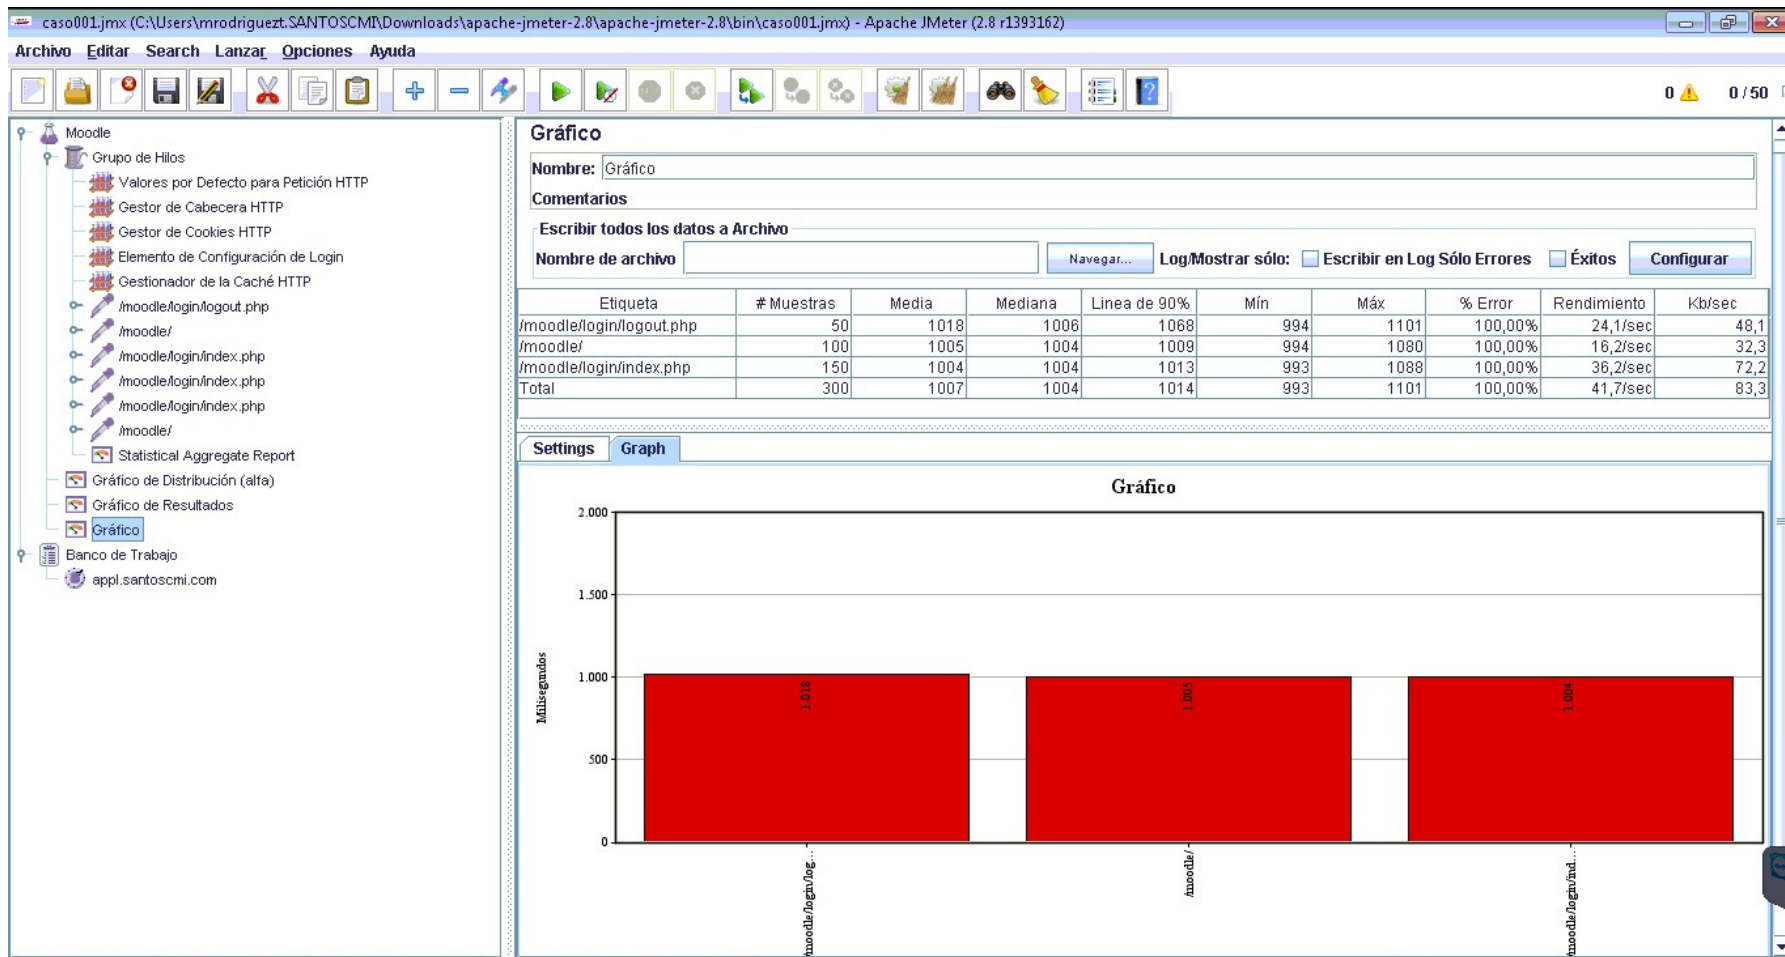 caso001.jmx (C:\Users\mrodriguezt.SANTOSCMI\Downloads\apache-jmeter-2.8\apache-jmeter-2.8\bin\caso001.jmx) - Apache JMeter (2.8 r1393162)
Archivo Editar Search Lanzar Opciones Ayuda
0 0 / 50
Moodle
Grupo de Hilos
Valores por Defecto para Petición HTTP
Gestor de Cabecera HTTP
Gestor de Cookies HTTP
Elemento de Configuración de Login
Gestionador de la Caché HTTP
/moodle/login/logout.php
/moodle/
/moodle/login/index.php
/moodle/login/index.php
/moodle/login/index.php
/moodle/
Statistical Aggregate Report
Gráfico de Distribución (alfa)
Gráfico de Resultados
Gráfico
Banco de Trabajo
appl.santoscmi.com
Gráfico
Nombre: Gráfico
Comentarios
Escribir todos los datos a Archivo
Nombre de archivo Navegar... Log/Mostrar sólo: Escribir en Log Sólo Errores Éxitos Configurar
Etiqueta # Muestras Media Mediana Linea de 90% Mín Máx % Error Rendimiento Kb/sec
/moodle/login/logout.php 50 1018 1006 1068 994 1101 100,00% 24,1/sec 48,1
/moodle/ 100 1005 1004 1009 994 1080 100,00% 16,2/sec 32,3
/moodle/login/index.php 150 1004 1004 1013 993 1088 100,00% 36,2/sec 72,2
Total 300 1007 1004 1014 993 1101 100,00% 41,7/sec 83,3
Settings Graph
Gráfico
Milisegundos
2.000
1.500
1.000
500
0
1.018
1.005
1.004
/moodle/login/log...
/moodle/
/moodle/login/ind...